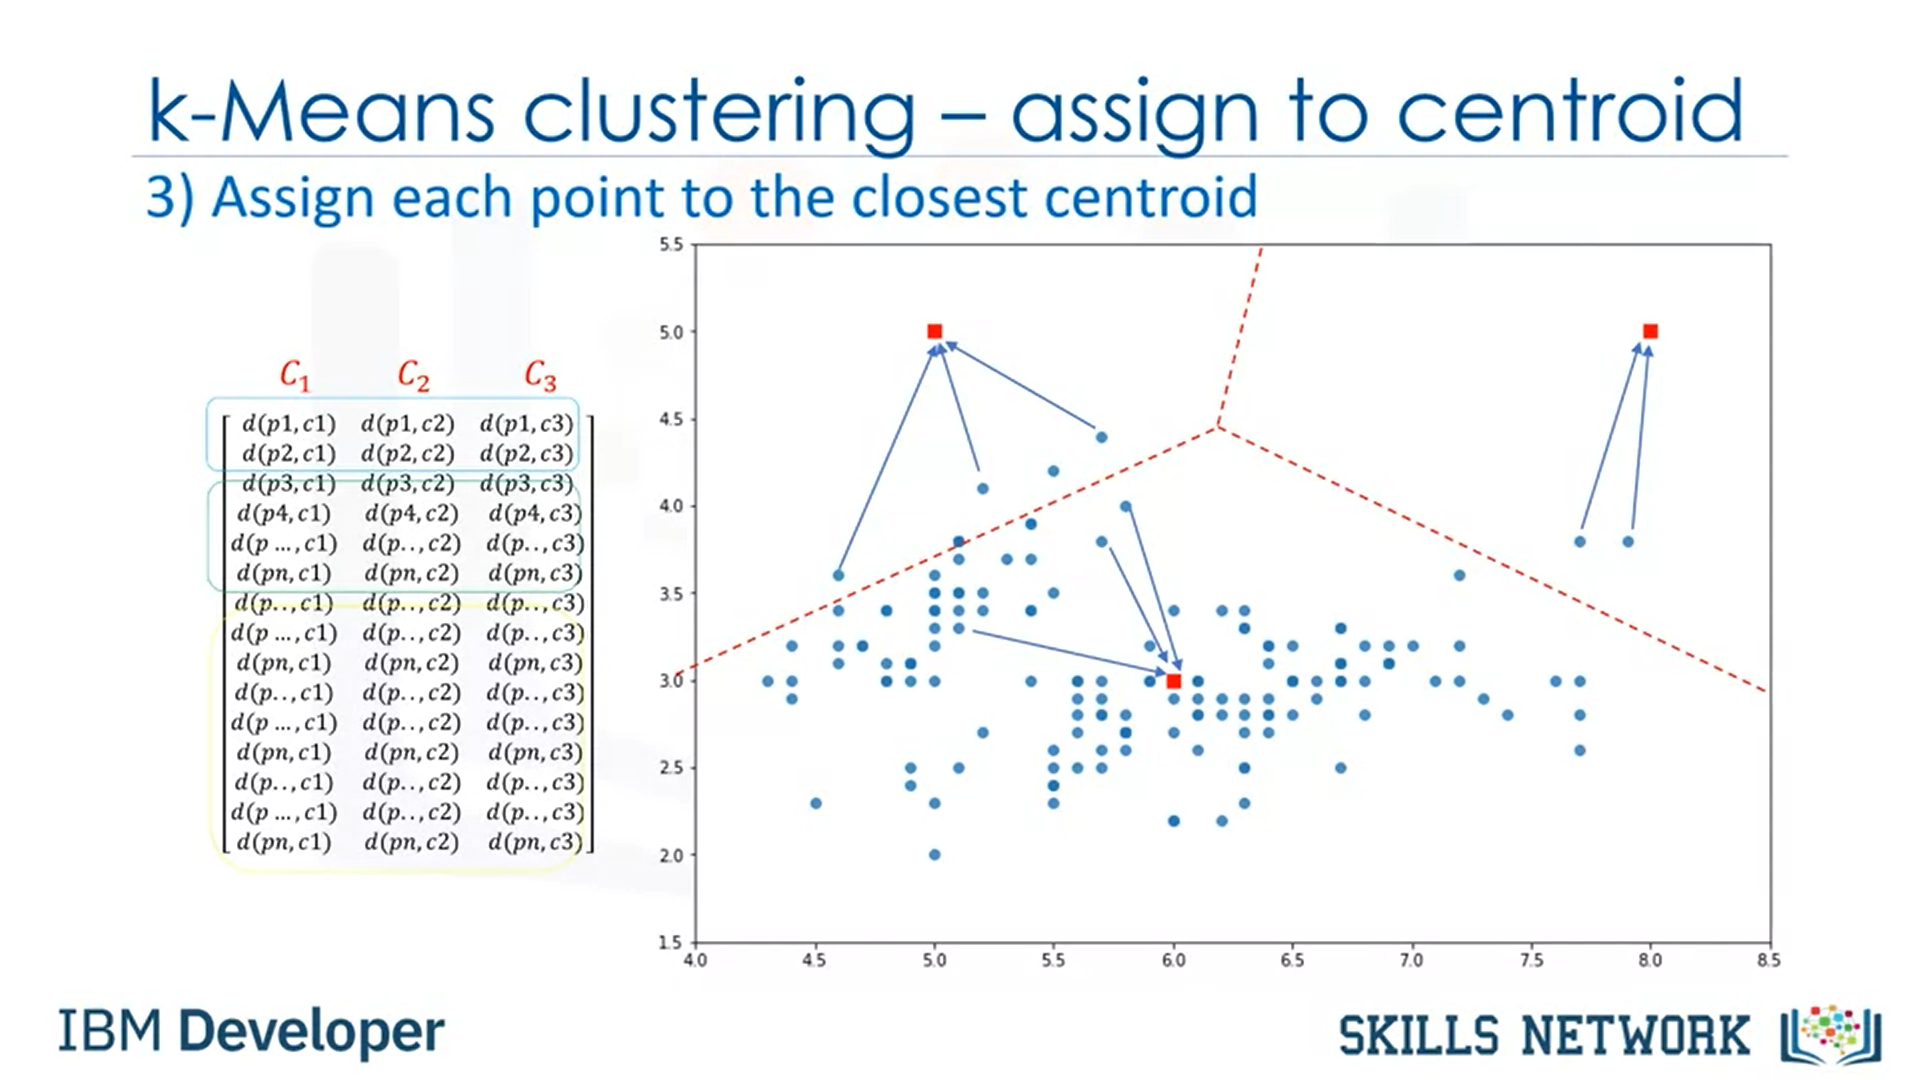 k-Means clustering – assign to centroid
3) Assign each point to the closest centroid
C₁ C₂ C₃
d(p1,c1) d(p1,c2) d(p1,c3)
d(p2,c1) d(p2,c2) d(p2,c3)
d(p3,c1) d(p3,c2) d(p3,c3)
d(p4,c1) d(p4,c2) d(p4,c3)
d(p ...,c1) d(p..,c2) d(p..,c3)
d(pn,c1) d(pn,c2) d(pn,c3)
d(p..,c1) d(p..,c2) d(p..,c3)
d(p ...,c1) d(p..,c2) d(p..,c3)
d(pn,c1) d(pn,c2) d(pn,c3)
d(p..,c1) d(p..,c2) d(p..,c3)
d(p ...,c1) d(p..,c2) d(p..,c3)
d(pn,c1) d(pn,c2) d(pn,c3)
d(p..,c1) d(p..,c2) d(p..,c3)
d(p ...,c1) d(p..,c2) d(p..,c3)
d(pn,c1) d(pn,c2) d(pn,c3)
5.5
5.0
4.5
4.0
3.5
3.0
2.5
2.0
1.5
4.0 4.5 5.0 5.5 6.0 6.5 7.0 7.5 8.0 8.5
IBM Developer
SKILLS NETWORK